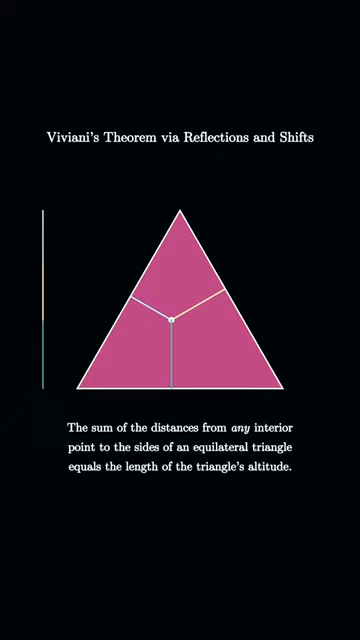 Viviani's Theorem via Reflections and Shifts
The sum of the distances from any interior
point to the sides of an equilateral triangle
equals the length of the triangle's altitude.